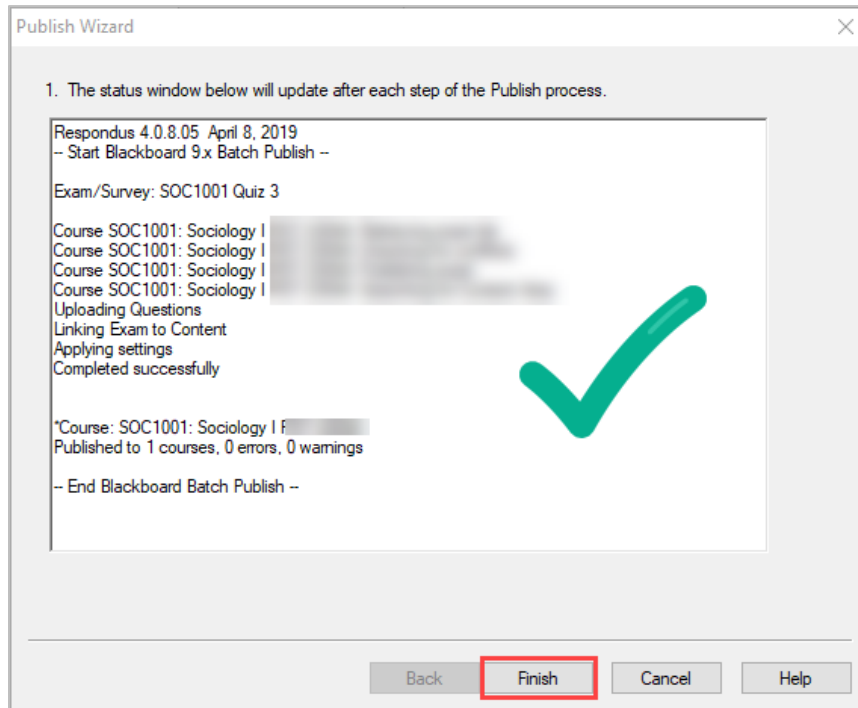 Publish Wizard
1. The status window below will update after each step of the Publish process.
Respondus 4.0.8.05 April 8, 2019
-- Start Blackboard 9.x Batch Publish --
Exam/Survey: SOC1001 Quiz 3
Course SOC1001: Sociology I
Course SOC1001: Sociology I
Course SOC1001: Sociology I
Course SOC1001: Sociology I
Uploading Questions
Linking Exam to Content
Applying settings
Completed successfully
*Course: SOC1001: Sociology I
Published to 1 courses, 0 errors, 0 warnings
-- End Blackboard Batch Publish --
Back Finish Cancel Help